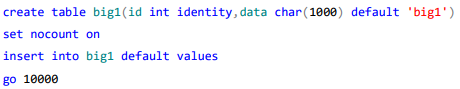 create table big1(id int identity,data char(1000) default 'big1')
set nocount on
insert into big1 default values
go 10000